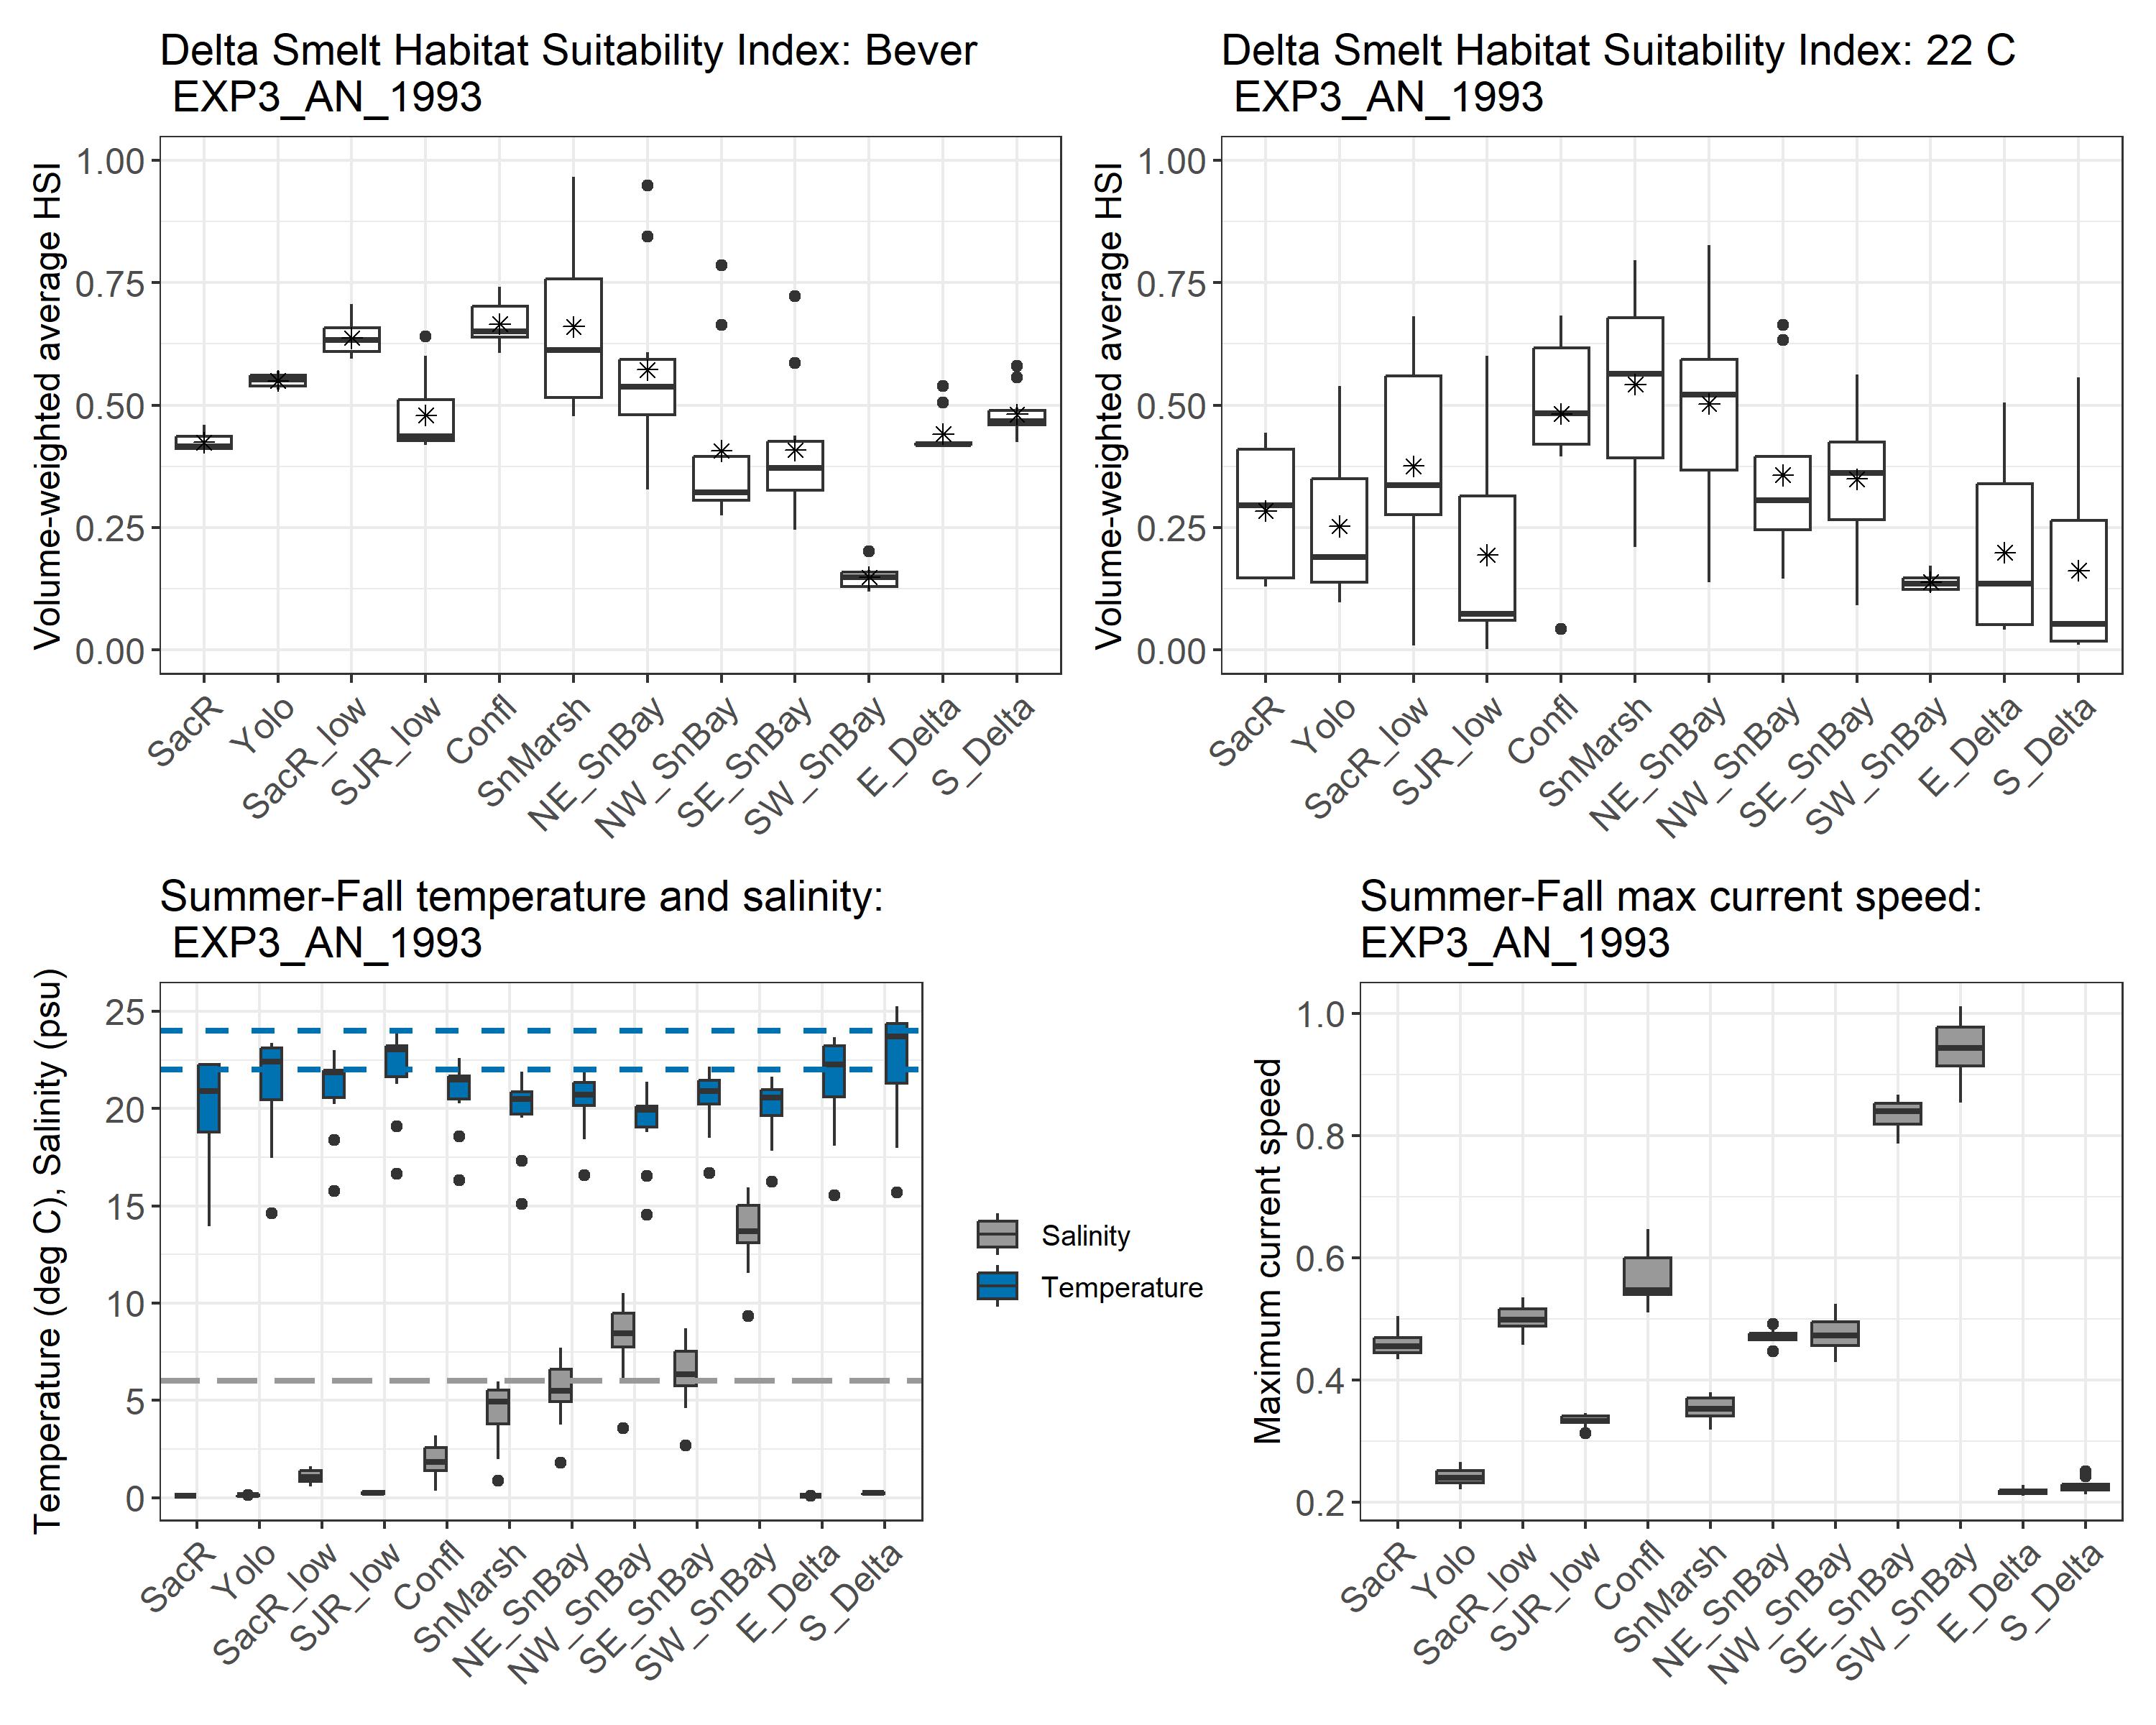 Delta Smelt Habitat Suitability Index: Bever
EXP3_AN_1993
Volume-weighted average HSI
1.00
0.75
0.50
0.25
0.00
SacR
Yolo
SacR_low
SJR_low
Confl
SnMarsh
NE_SnBay
NW_SnBay
SE_SnBay
SW_SnBay
E_Delta
S_Delta
Delta Smelt Habitat Suitability Index: 22 C
EXP3_AN_1993
Volume-weighted average HSI
1.00
0.75
0.50
0.25
0.00
SacR
Yolo
SacR_low
SJR_low
Confl
SnMarsh
NE_SnBay
NW_SnBay
SE_SnBay
SW_SnBay
E_Delta
S_Delta
Summer-Fall temperature and salinity:
EXP3_AN_1993
Temperature (deg C), Salinity (psu)
25
20
15
10
5
0
SacR
Yolo
SacR_low
SJR_low
Confl
SnMarsh
NE_SnBay
NW_SnBay
SE_SnBay
SW_SnBay
E_Delta
S_Delta
Salinity
Temperature
Summer-Fall max current speed:
EXP3_AN_1993
Maximum current speed
1.0
0.8
0.6
0.4
0.2
SacR
Yolo
SacR_low
SJR_low
Confl
SnMarsh
NE_SnBay
NW_SnBay
SE_SnBay
SW_SnBay
E_Delta
S_Delta